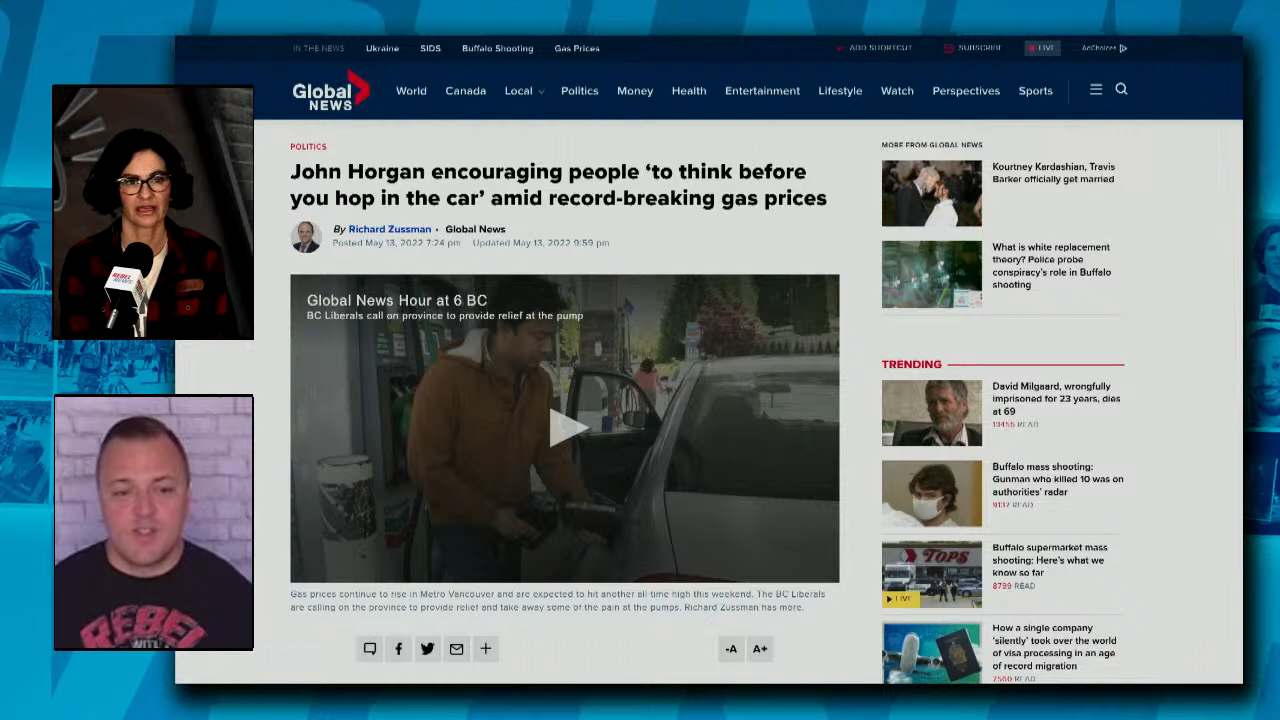 IN THE NEWS Ukraine SIDS Buffalo Shooting Gas Prices ADD SHORTCUT SUBSCRIBE LIVE AdChoices
Global NEWS World Canada Local Politics Money Health Entertainment Lifestyle Watch Perspectives Sports
POLITICS
John Horgan encouraging people ‘to think before
you hop in the car’ amid record-breaking gas prices
By Richard Zussman • Global News
Posted May 13, 2022 7:24 pm Updated May 13, 2022 9:59 pm
Global News Hour at 6 BC
BC Liberals call on province to provide relief at the pump
Gas prices continue to rise in Metro Vancouver and are expected to hit another all-time high this weekend. The BC Liberals
are calling on the province to provide relief and take away some of the pain at the pumps. Richard Zussman has more.
-A A+
MORE FROM GLOBAL NEWS
Kourtney Kardashian, Travis
Barker officially get married
What is white replacement
theory? Police probe
conspiracy’s role in Buffalo
shooting
TRENDING
David Milgaard, wrongfully
imprisoned for 23 years, dies
at 69
13455 READ
Buffalo mass shooting:
Gunman who killed 10 was on
authorities’ radar
9137 READ
TOPS
LIVE
Buffalo supermarket mass
shooting: Here’s what we
know so far
8799 READ
How a single company
‘silently’ took over the world
of visa processing in an age
of record migration
7560 READ
REBEL
NEWS
REBEL
WITH